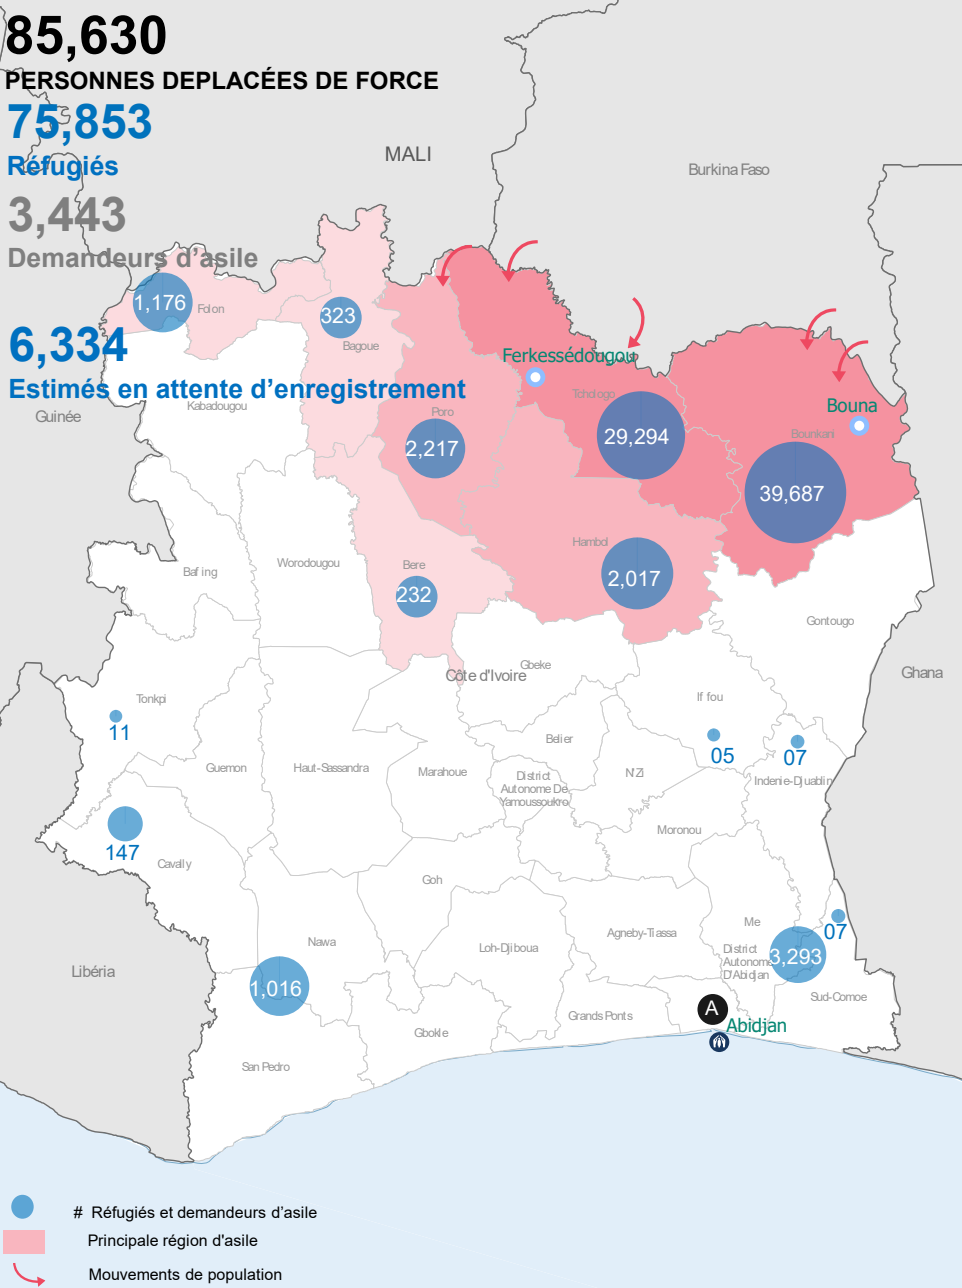 85,630
PERSONNES DEPLACÉES DE FORCE
75,853
Réfugiés
3,443
Demandeurs d'asile
6,334
Estimés en attente d'enregistrement
MALI
Burkina Faso
Guinée
Ghana
Libéria
Côte d'Ivoire
1,176
Folon
323
Bagoue
Kabadougou
Ferkessédougou
Tchologo
29,294
Bouna
Bounkani
39,687
Poro
2,217
Hambol
2,017
Bere
232
Bafing
Worodougou
Gontougo
Gbeke
Tonkpi
11
Iffou
05
07
Indenie-Djuablin
Guemon
Haut-Sassandra
Marahoue
Belier
District
Autonome De
Yamoussoukro
N'ZI
Moronou
147
Cavally
Goh
Me
Agneby-Tiassa
Loh-Djiboua
Nawa
07
District
Autonome
D'Abidjan
3,293
1,016
Sud-Comoe
Grands Ponts
A
Abidjan
Gbokle
San Pedro
# Réfugiés et demandeurs d'asile
Principale région d'asile
Mouvements de population